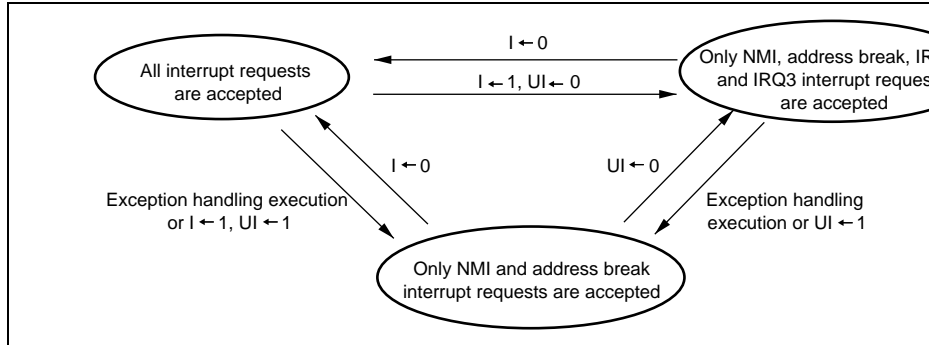 I ← 0
All interrupt requests
are accepted
I ← 1, UI ← 0
Only NMI, address break,
and IRQ3 interrupt
are accepted
I ← 0
UI ← 0
Exception handling execution
or I ← 1, UI ← 1
Exception handling
execution or UI ← 1
Only NMI and address break
interrupt requests are accepted